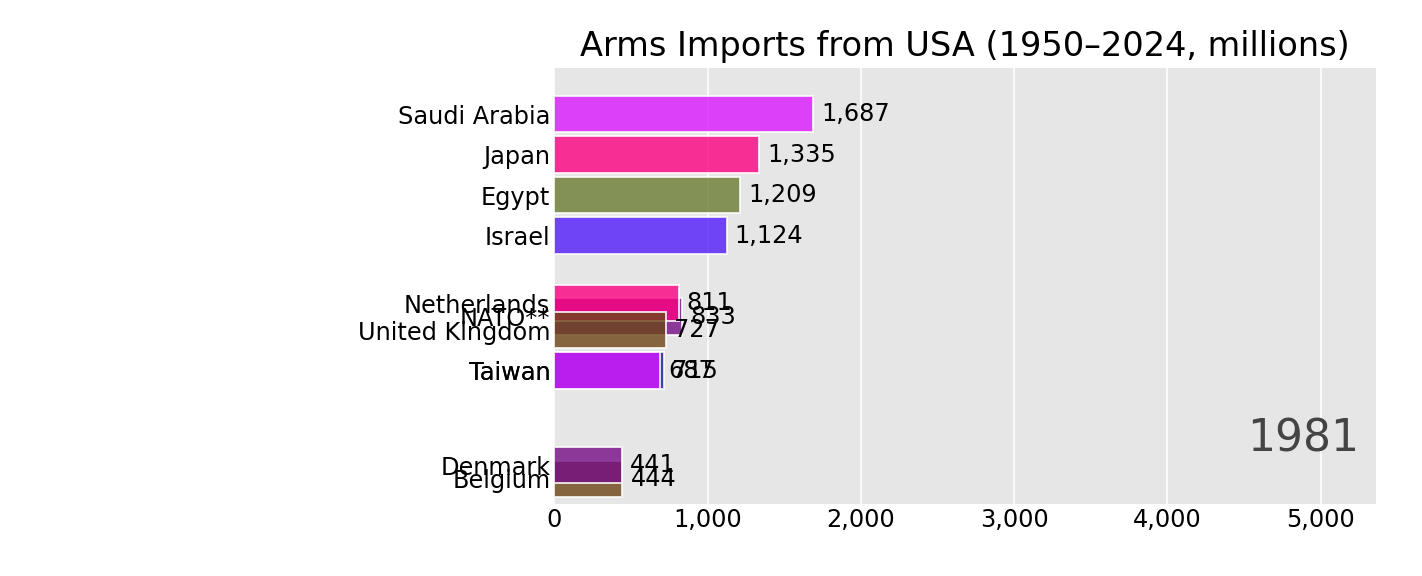 Arms Imports from USA (1950–2024, millions)
Saudi Arabia 1,687
Japan 1,335
Egypt 1,209
Israel 1,124
Netherlands 811
NATO** 833
United Kingdom 727
Taiwan 687 715
1981
Denmark 441
Belgium 444
0 1,000 2,000 3,000 4,000 5,000